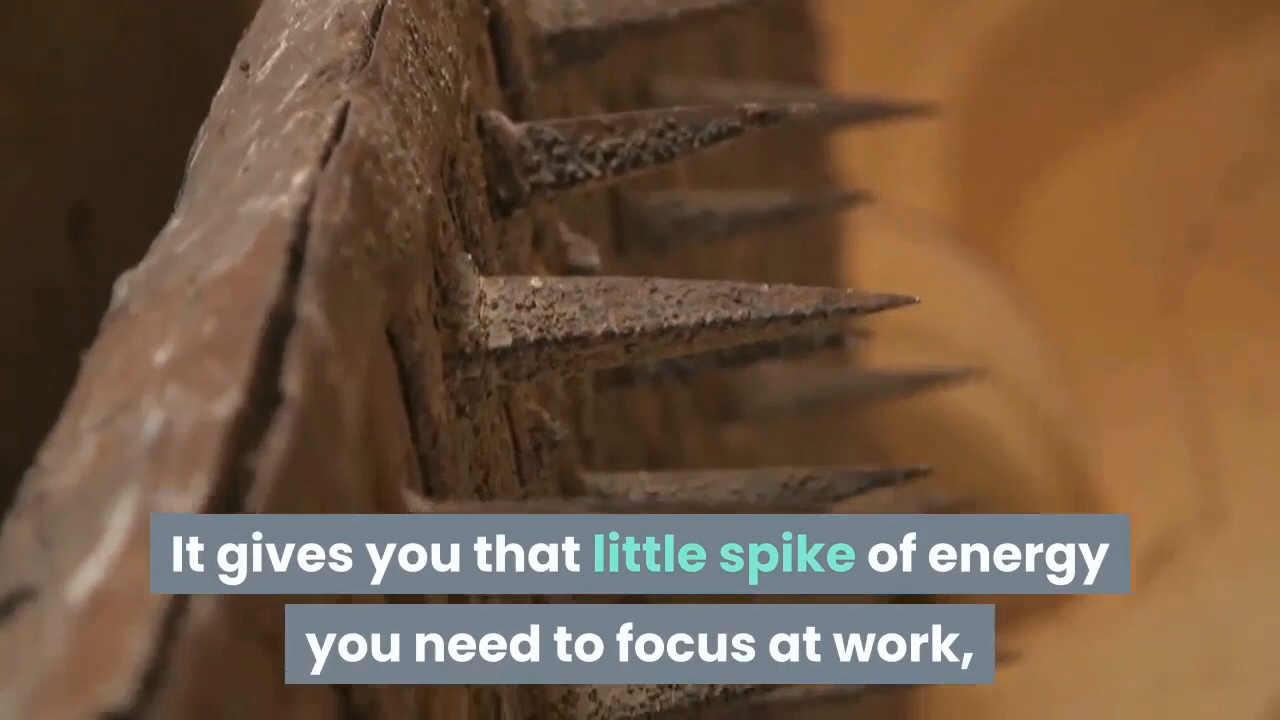 It gives you that little spike of energy
you need to focus at work,